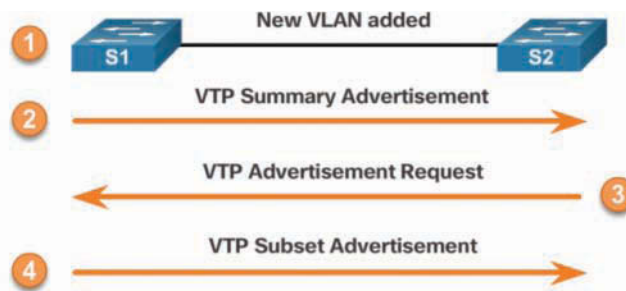 New VLAN added
1
S1
S2
VTP Summary Advertisement
2
VTP Advertisement Request
3
VTP Subset Advertisement
4